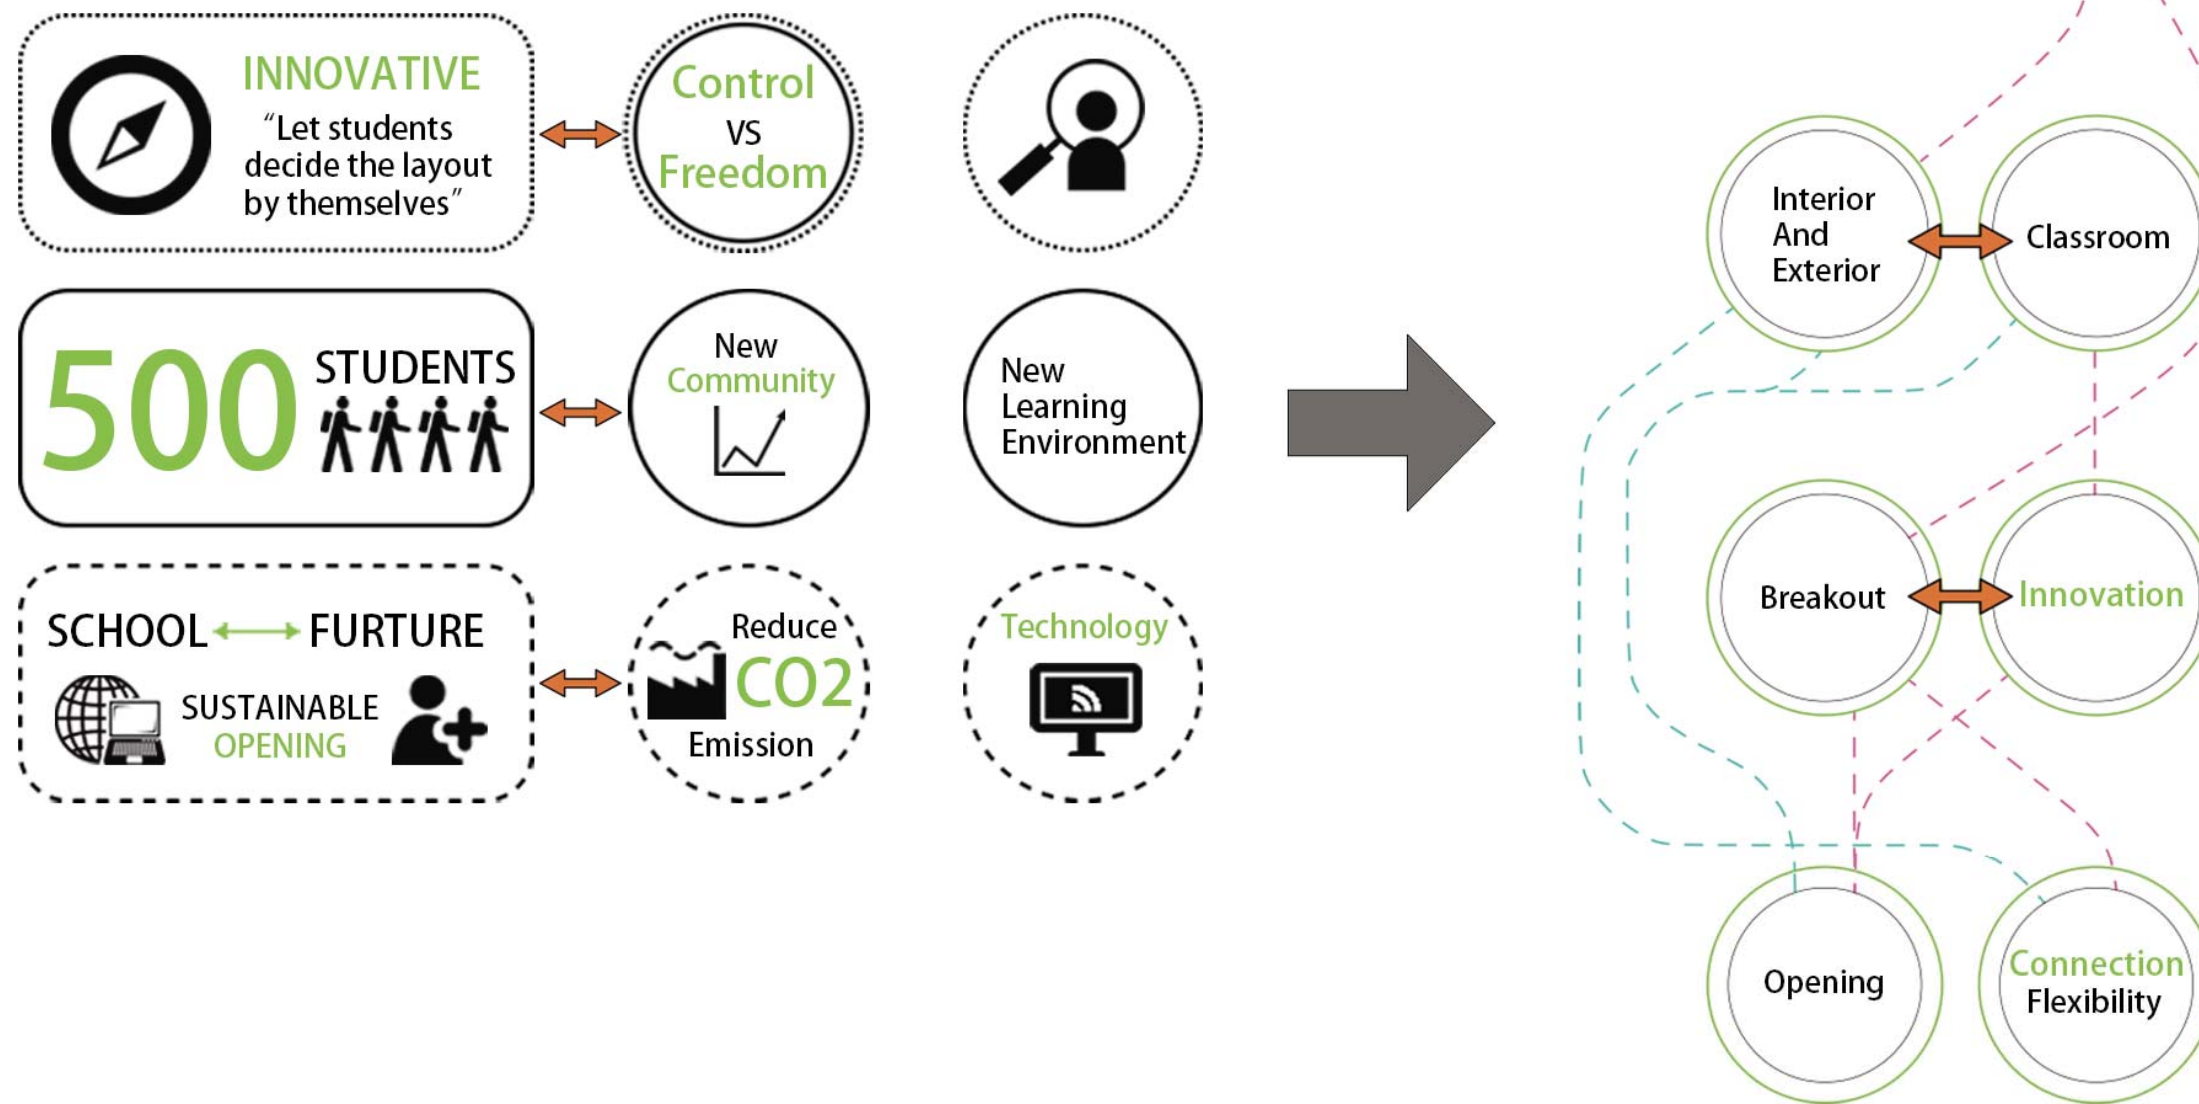 INNOVATIVE
“Let students
decide the layout
by themselves”
Control
VS
Freedom
500
STUDENTS
New
Community
New
Learning
Environment
SCHOOL FURTURE
SUSTAINABLE
OPENING
Reduce
CO2
Emission
Technology
Interior
And
Exterior
Classroom
Breakout
Innovation
Opening
Connection
Flexibility